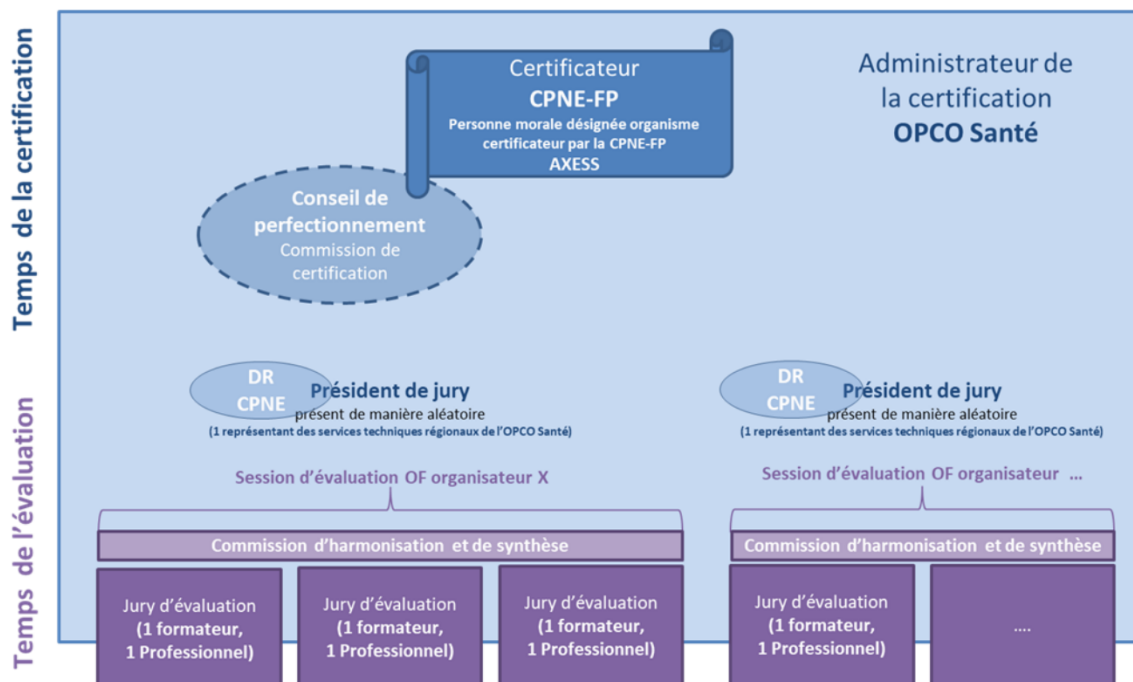 Temps de la certification
Certificateur
CPNE-FP
Personne morale désignée organisme
certificateur par la CPNE-FP
AXESS
Administrateur de
la certification
OPCO Santé
Conseil de
perfectionnement
Commission de
certification
Temps de l'évaluation
DR
CPNE
Président de jury
présent de manière aléatoire
(1 représentant des services techniques régionaux de l'OPCO Santé)
DR
CPNE
Président de jury
présent de manière aléatoire
(1 représentant des services techniques régionaux de l'OPCO Santé)
Session d'évaluation OF organisateur X
Session d'évaluation OF organisateur ...
Commission d'harmonisation et de synthèse
Commission d'harmonisation et de synthèse
Jury d'évaluation
(1 formateur,
1 Professionnel)
Jury d'évaluation
(1 formateur,
1 Professionnel)
Jury d'évaluation
(1 formateur,
1 Professionnel)
Jury d'évaluation
(1 formateur,
1 Professionnel)
....